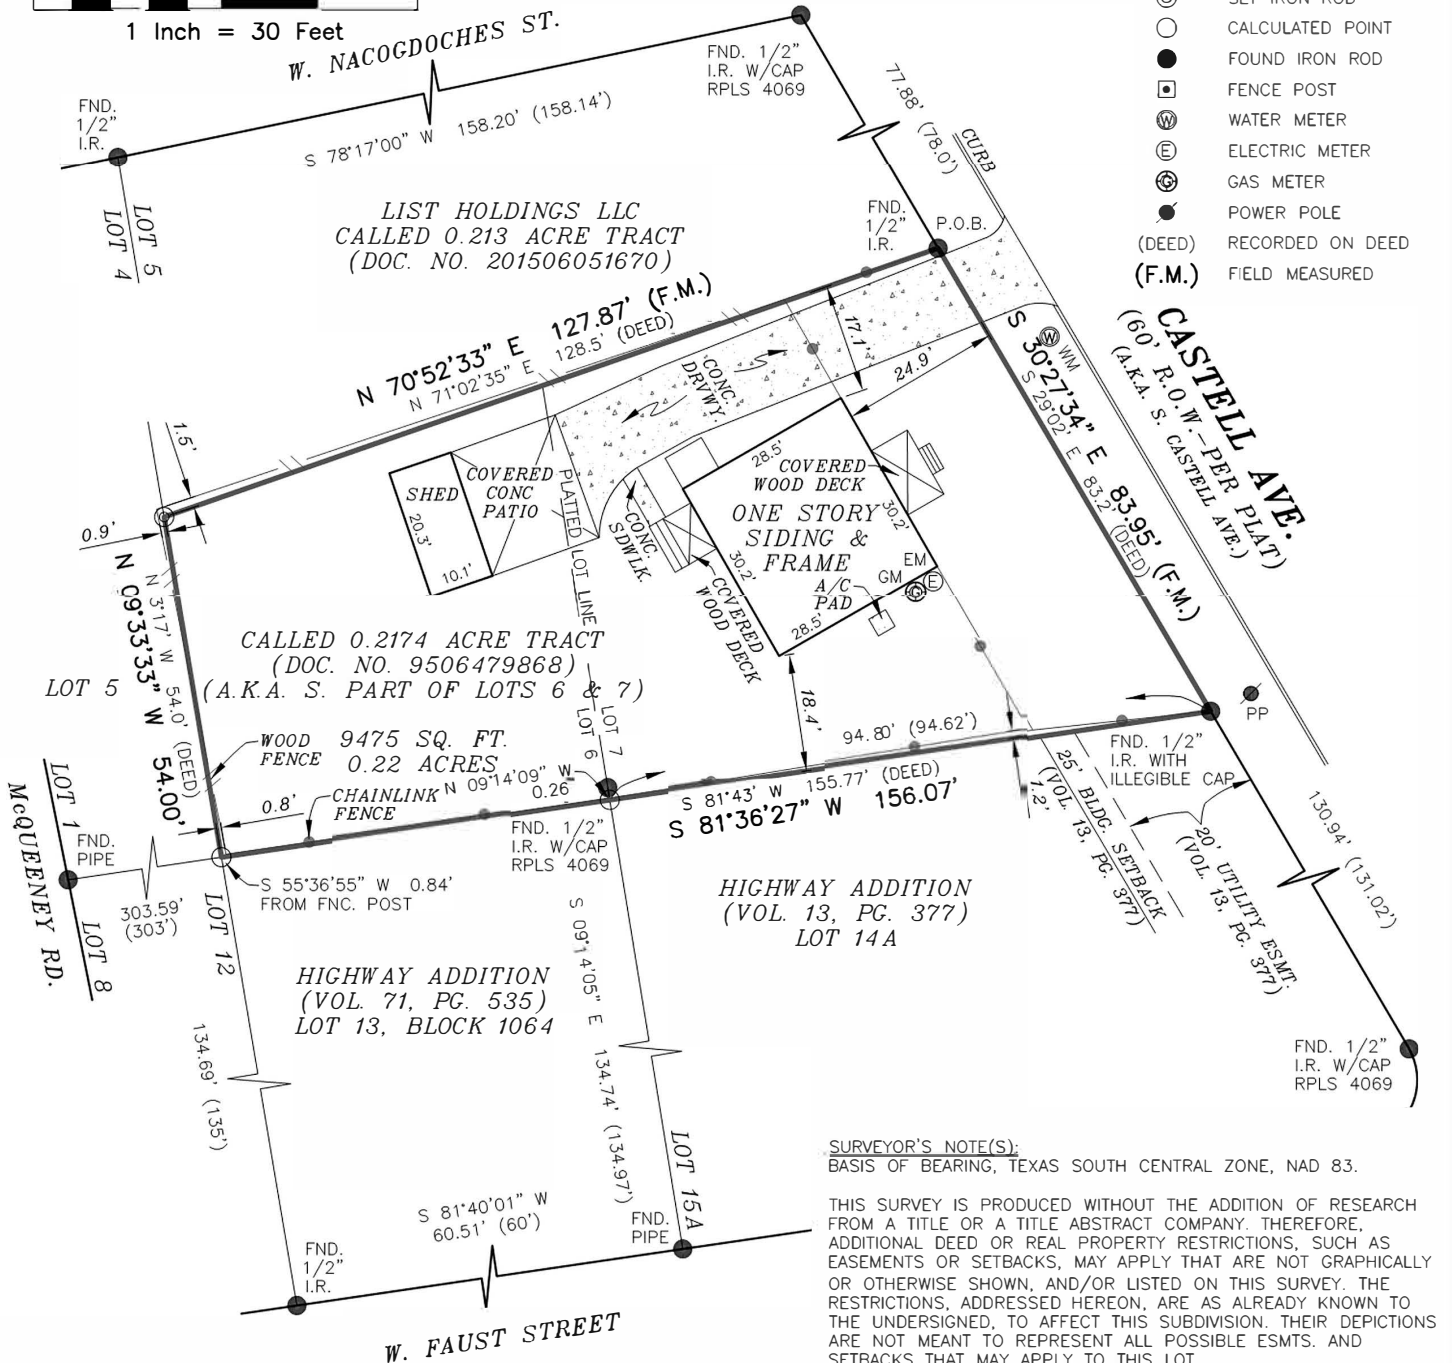 1 Inch = 30 Feet
W. NACOGDOCHES ST.
FND. 1/2"
I.R. W/CAP
RPLS 4069
FND.
1/2"
I.R.
S 78°17'00" W 158.20' (158.14')
77.88'
(78.0')
CURB
CALCULATED POINT
FOUND IRON ROD
FENCE POST
W WATER METER
E ELECTRIC METER
G GAS METER
POWER POLE
(DEED) RECORDED ON DEED
(F.M.) FIELD MEASURED
LOT 5
LOT 4
LIST HOLDINGS LLC
CALLED 0.213 ACRE TRACT
(DOC. NO. 201506051670)
FND.
1/2"
I.R.
P.O.B.
N 70°52'33" E 127.87' (F.M.)
N 71°02'35" E 128.5' (DEED)
CONC.
DRVWY.
17.1'
24.9'
W WM
S 30°27'34" E 83.95' (F.M.)
S 29°02' E 83.2' (DEED)
CASTELL AVE.
(60' R.O.W.-PER PLAT)
(A.K.A. S. CASTELL AVE.)
1.5'
0.9'
SHED
20.3'
10.1'
COVERED
CONC
PATIO
PLATTED LOT LINE
CONC.
SDWLK.
28.5'
COVERED
WOOD DECK
ONE STORY
SIDING &
FRAME
30.2'
30.2'
28.5'
EM
E
GM
G
A/C
PAD
COVERED
WOOD DECK
N 09°33'33" W 54.00'
N 3°17' W 54.0' (DEED)
LOT 5
CALLED 0.2174 ACRE TRACT
(DOC. NO. 9506479868)
(A.K.A. S. PART OF LOTS 6 & 7)
WOOD
FENCE
9475 SQ. FT.
0.22 ACRES
LOT 6
LOT 7
18.4'
94.80' (94.62')
N 09°14'09" W
0.26'
0.8'
CHAINLINK
FENCE
FND. 1/2"
I.R. W/CAP
RPLS 4069
S 81°43' W 155.77' (DEED)
S 81°36'27" W 156.07'
1.2'
FND. 1/2"
I.R. WITH
ILLEGIBLE CAP
PP
25' BLDG. SETBACK
(VOL. 13, PG. 377)
20' UTILITY ESMT.
(VOL. 13, PG. 377)
130.94'
(131.02')
LOT 1
LOT 8
McQUEENEY RD.
FND.
PIPE
303.59'
(303')
S 55°36'55" W 0.84'
FROM FNC. POST
LOT 12
HIGHWAY ADDITION
(VOL. 13, PG. 377)
LOT 14A
HIGHWAY ADDITION
(VOL. 71, PG. 535)
LOT 13, BLOCK 1064
134.69' (135')
S 09°14'05" E 134.74' (134.97')
LOT 15A
FND. 1/2"
I.R. W/CAP
RPLS 4069
S 81°40'01" W
60.51' (60')
FND.
PIPE
FND.
1/2"
I.R.
W. FAUST STREET
SURVEYOR'S NOTE(S):
BASIS OF BEARING, TEXAS SOUTH CENTRAL ZONE, NAD 83.
THIS SURVEY IS PRODUCED WITHOUT THE ADDITION OF RESEARCH
FROM A TITLE OR A TITLE ABSTRACT COMPANY. THEREFORE,
ADDITIONAL DEED OR REAL PROPERTY RESTRICTIONS, SUCH AS
EASEMENTS OR SETBACKS, MAY APPLY THAT ARE NOT GRAPHICALLY
OR OTHERWISE SHOWN, AND/OR LISTED ON THIS SURVEY. THE
RESTRICTIONS, ADDRESSED HEREON, ARE AS ALREADY KNOWN TO
THE UNDERSIGNED, TO AFFECT THIS SUBDIVISION. THEIR DEPICTIONS
ARE NOT MEANT TO REPRESENT ALL POSSIBLE ESMTS. AND
SETBACKS THAT MAY APPLY TO THIS LOT